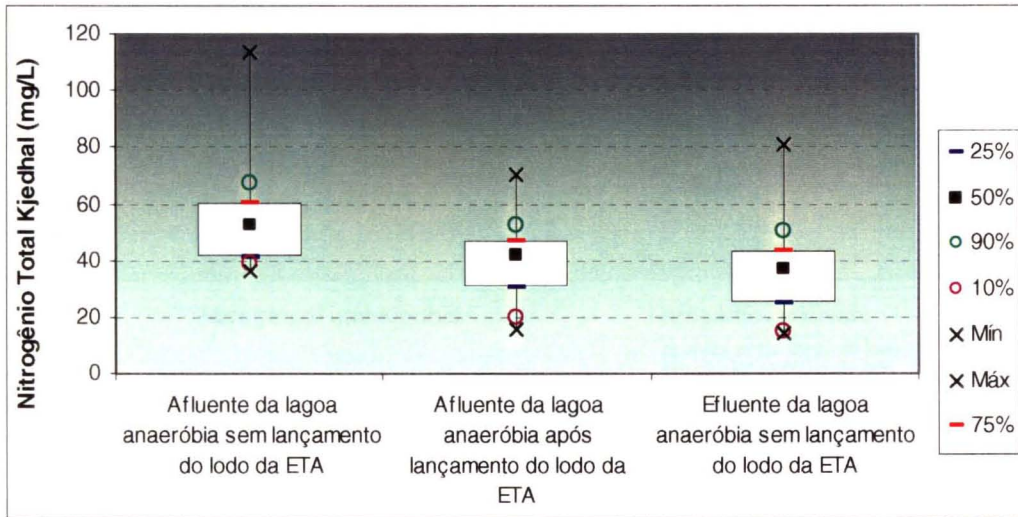 Nitrogênio Total Kjedhal (mg/L)
120
100
80
60
40
20
0
Afluente da lagoa
anaeróbia sem lançamento
do lodo da ETA
Afluente da lagoa
anaeróbia após
lançamento do lodo da
ETA
Efluente da lagoa
anaeróbia sem lançamento
do lodo da ETA
25%
50%
90%
10%
Mín
Máx
75%